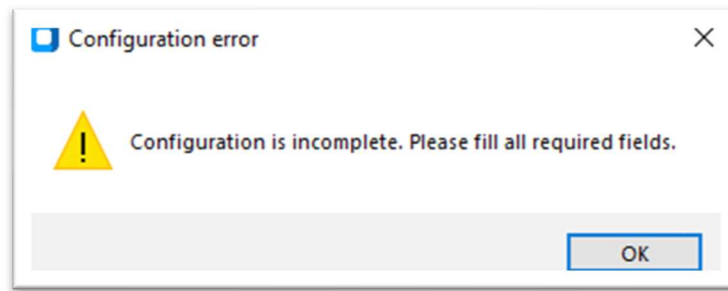 Configuration error
Configuration is incomplete. Please fill all required fields.
OK